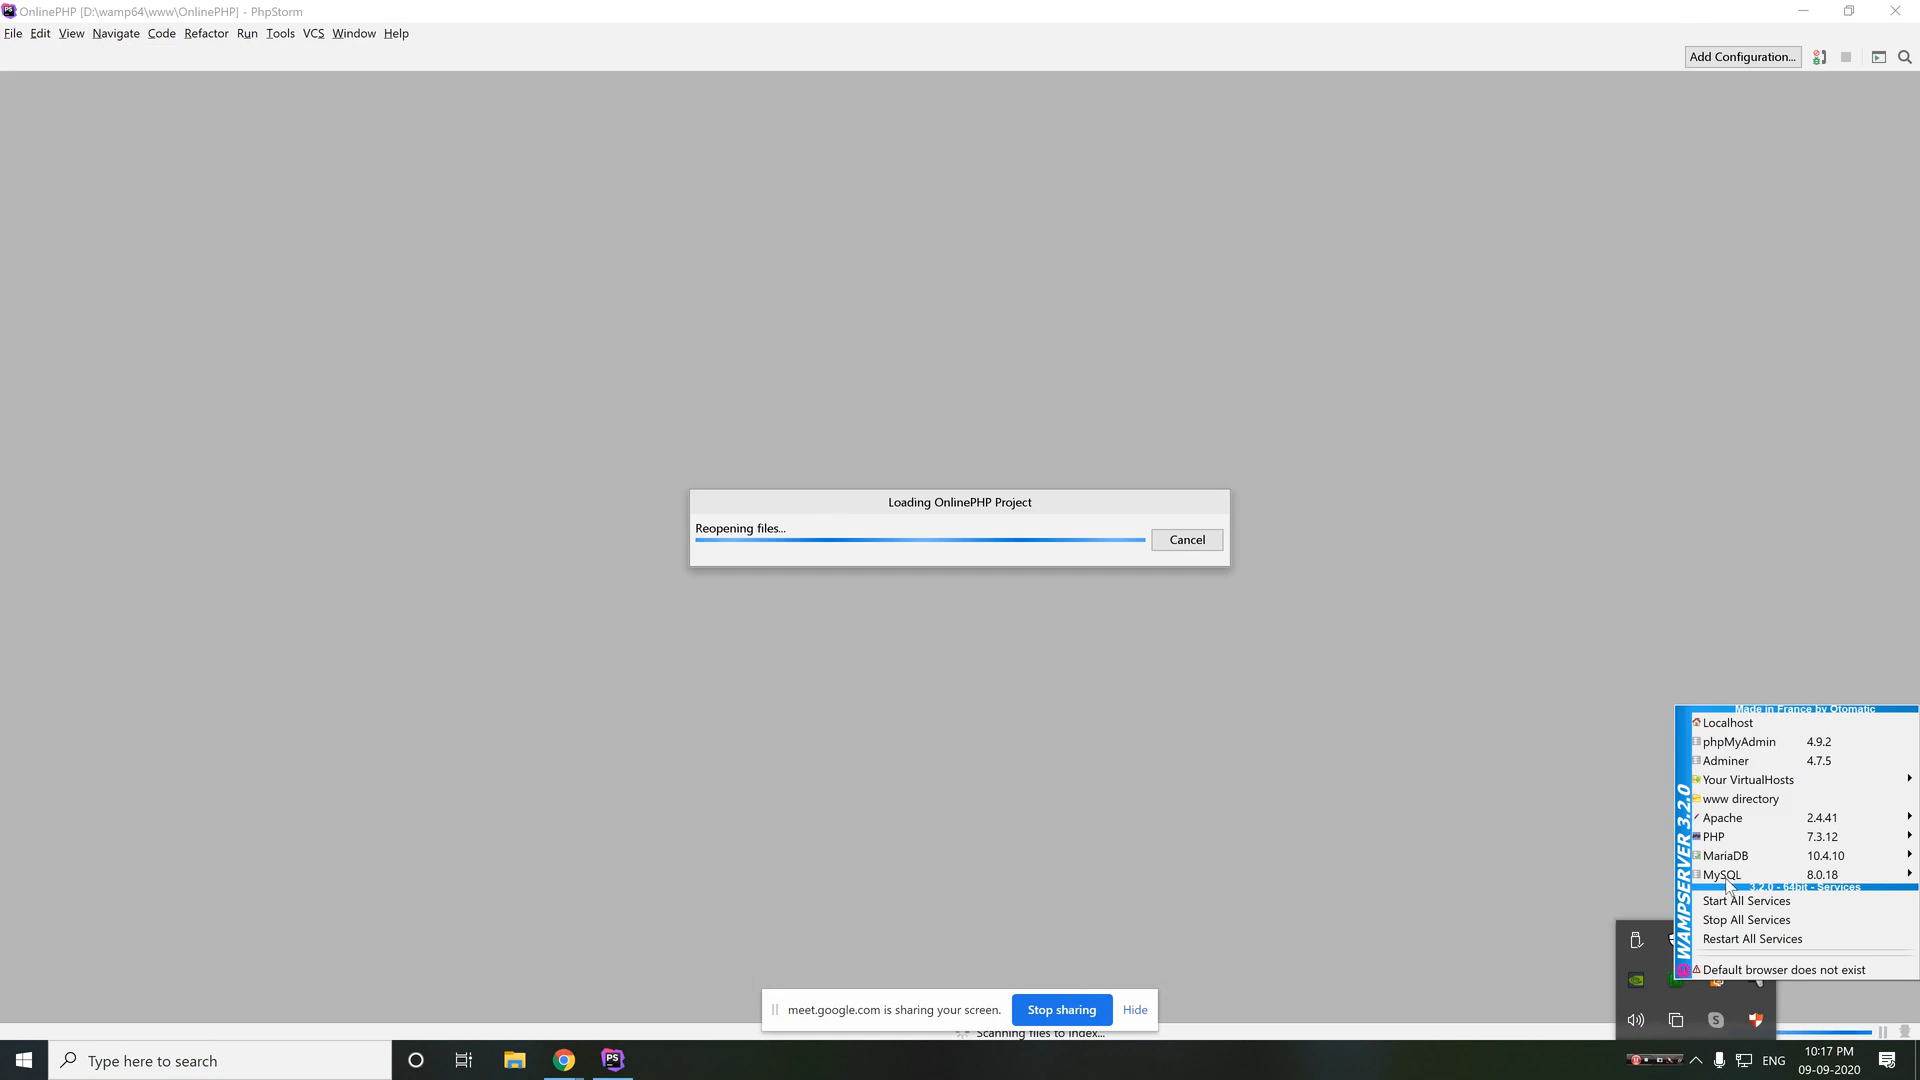 OnlinePHP [D:\wamp64\www\OnlinePHP] - PhpStorm
File Edit View Navigate Code Refactor Run Tools VCS Window Help
Add Configuration...
Loading OnlinePHP Project
Reopening files...
Cancel
Made in France by Otomatic
Localhost
phpMyAdmin 4.9.2
Adminer 4.7.5
Your VirtualHosts
www directory
Apache 2.4.41
PHP 7.3.12
MariaDB 10.4.10
MySQL 8.0.18
3.2.0 - 64bit - Services
Start All Services
Stop All Services
Restart All Services
Default browser does not exist
WAMPSERVER 3.2.0
meet.google.com is sharing your screen.
Stop sharing
Hide
Scanning files to index...
Type here to search
ENG
10:17 PM
09-09-2020